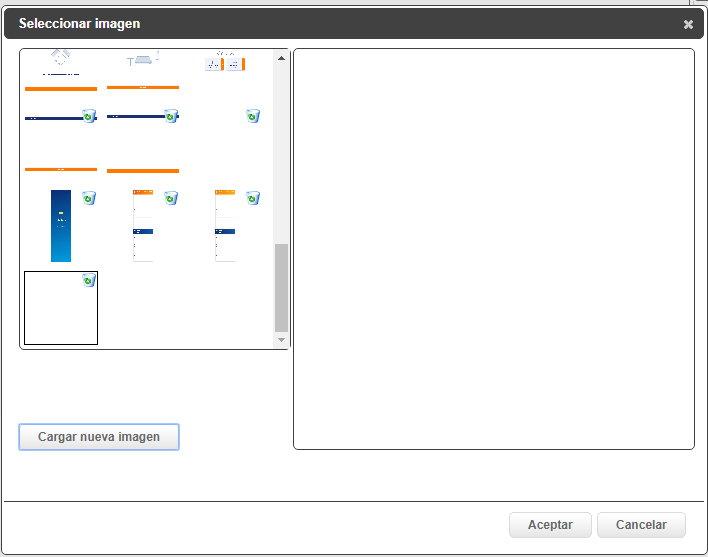 Seleccionar imagen
Cargar nueva imagen
Aceptar
Cancelar